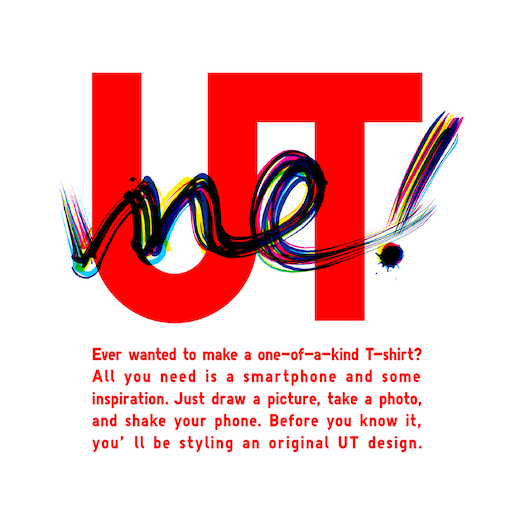 UT
me!
Ever wanted to make a one-of-a-kind T-shirt?
All you need is a smartphone and some
inspiration. Just draw a picture, take a photo,
and shake your phone. Before you know it,
you' ll be styling an original UT design.